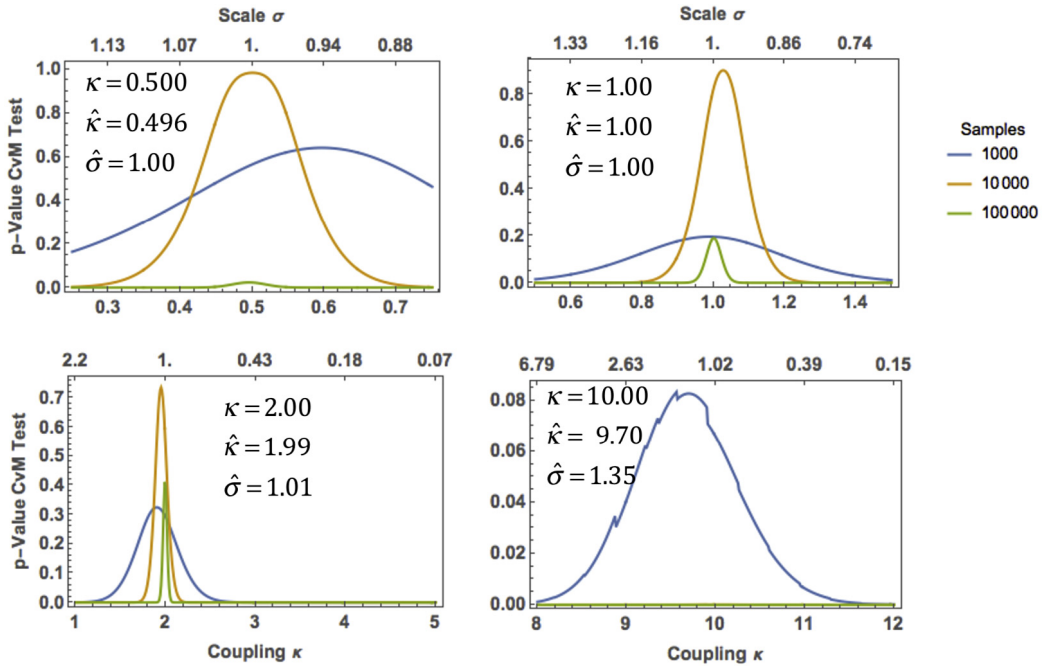 Scale σ
1.13 1.07 1. 0.94 0.88
p-Value CvM Test
1.0
0.8
0.6
0.4
0.2
0.0
κ = 0.500
κ̂ = 0.496
σ̂ = 1.00
0.3 0.4 0.5 0.6 0.7
Scale σ
1.33 1.16 1. 0.86 0.74
0.8
0.6
0.4
0.2
0.0
κ = 1.00
κ̂ = 1.00
σ̂ = 1.00
0.6 0.8 1.0 1.2 1.4
Samples
1000
10 000
100 000
2.2 1. 0.43 0.18 0.07
p-Value CvM Test
0.7
0.6
0.5
0.4
0.3
0.2
0.1
0.0
κ = 2.00
κ̂ = 1.99
σ̂ = 1.01
1 2 3 4 5
Coupling κ
6.79 2.63 1.02 0.39 0.15
0.08
0.06
0.04
0.02
0.00
κ = 10.00
κ̂ = 9.70
σ̂ = 1.35
8 9 10 11 12
Coupling κ